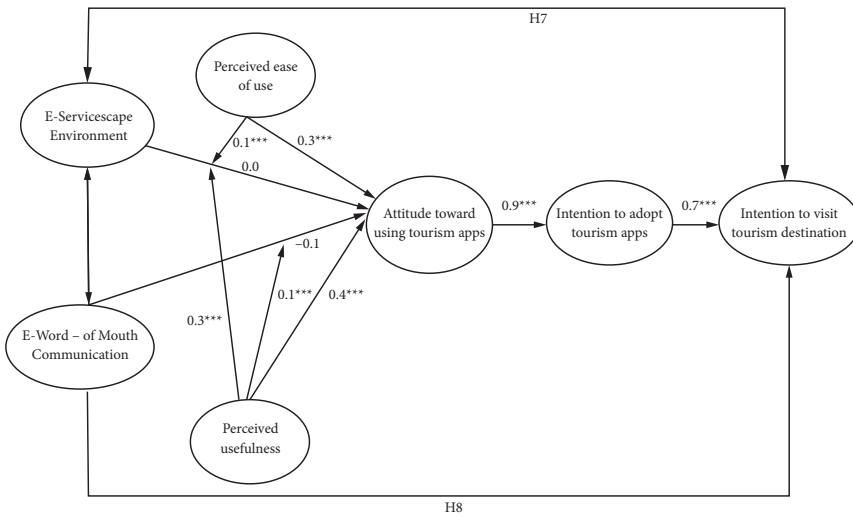 H7
Perceived ease
of use
E-Servicescape
Environment
0.1***
0.3***
0.0
Attitude toward
using tourism apps
0.9***
Intention to adopt
tourism apps
0.7***
Intention to visit
tourism destination
−0.1
0.3***
0.1***
0.4***
E-Word – of Mouth
Communication
Perceived
usefulness
H8